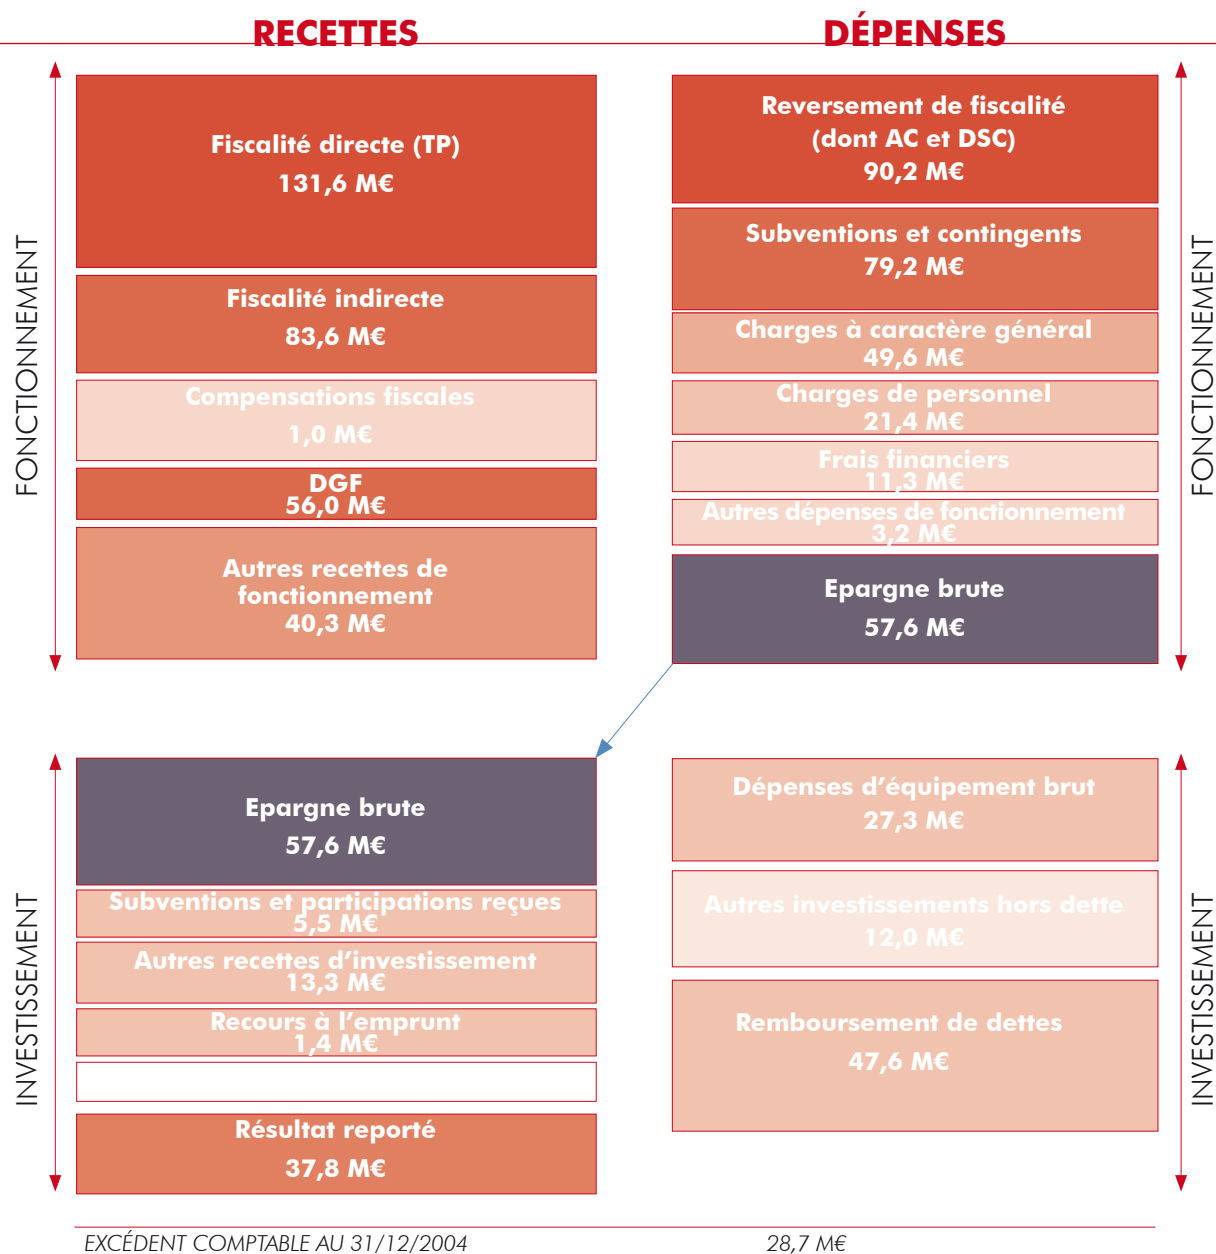 RECETTES
DÉPENSES
FONCTIONNEMENT
Fiscalité directe (TP)
131,6 M€
Fiscalité indirecte
83,6 M€
Compensations fiscales
1,0 M€
DGF
56,0 M€
Autres recettes de
fonctionnement
40,3 M€
Reversement de fiscalité
(dont AC et DSC)
90,2 M€
Subventions et contingents
79,2 M€
Charges à caractère général
49,6 M€
Charges de personnel
21,4 M€
Frais financiers
11,3 M€
Autres dépenses de fonctionnement
3,2 M€
Epargne brute
57,6 M€
FONCTIONNEMENT
INVESTISSEMENT
Epargne brute
57,6 M€
Subventions et participations reçues
5,5 M€
Autres recettes d’investissement
13,3 M€
Recours à l’emprunt
1,4 M€
Résultat reporté
37,8 M€
Dépenses d’équipement brut
27,3 M€
Autres investissements hors dette
12,0 M€
Remboursement de dettes
47,6 M€
INVESTISSEMENT
EXCÉDENT COMPTABLE AU 31/12/2004 28,7 M€